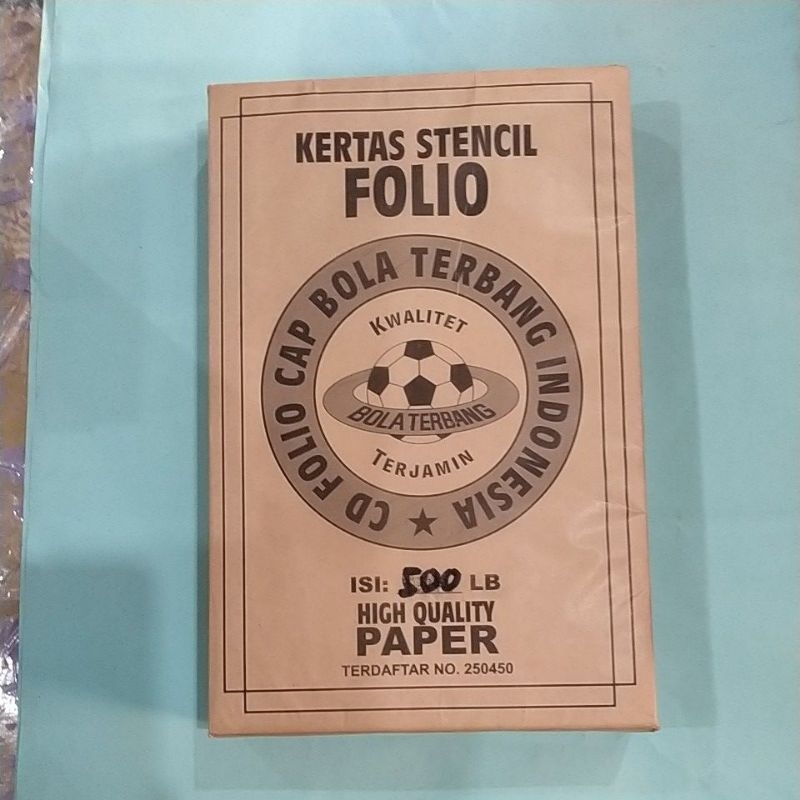 KERTAS STENCIL
FOLIO
CD FOLIO CAP BOLA TERBANG INDONESIA
KWALITET
BOLA TERBANG
TERJAMIN
ISI: 500 LB
HIGH QUALITY
PAPER
TERDAFTAR NO. 250450